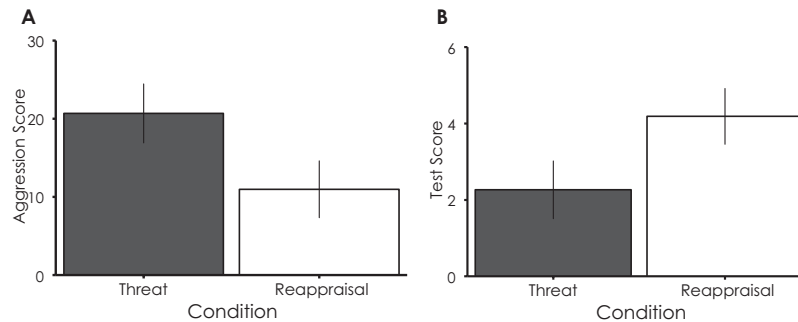 A
Aggression Score
30
20
10
0
Threat
Reappraisal
Condition
B
Test Score
6
4
2
0
Threat
Reappraisal
Condition